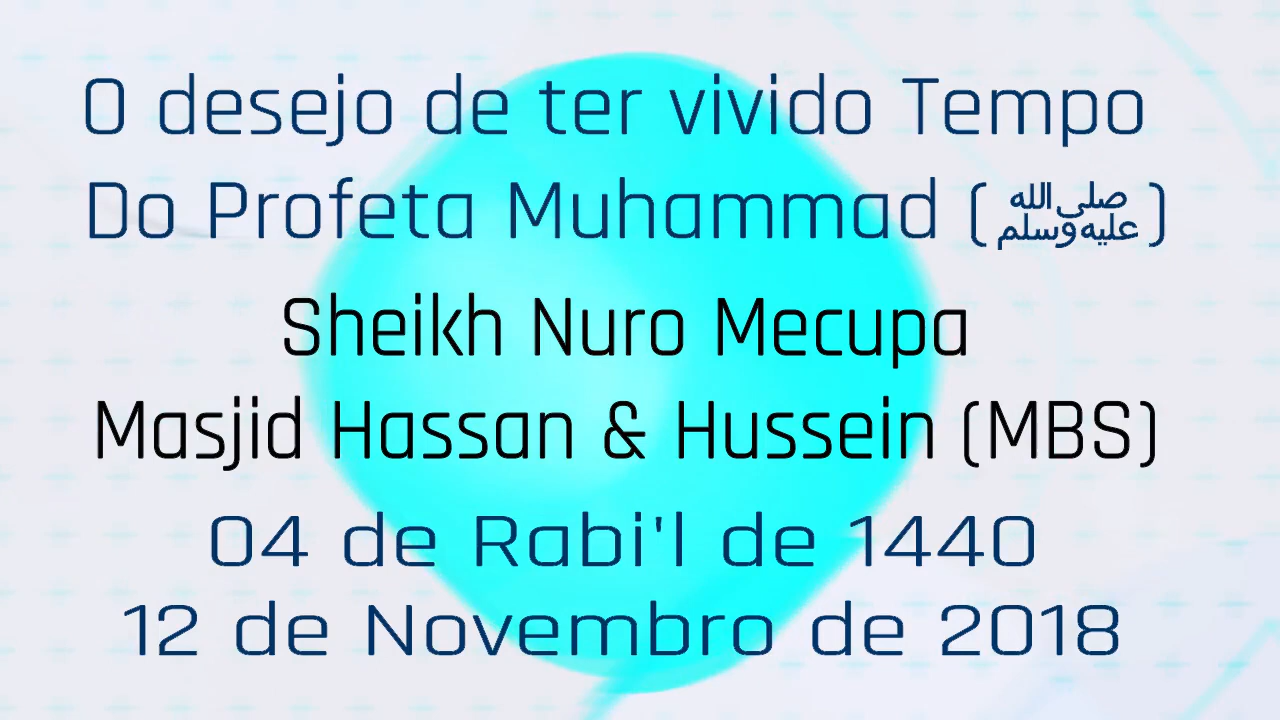 O desejo de ter vivido Tempo
Do Profeta Muhammad (ﷺ)
Sheikh Nuro Mecupa
Masjid Hassan & Hussein (MBS)
04 de Rabi'l de 1440
12 de Novembro de 2018